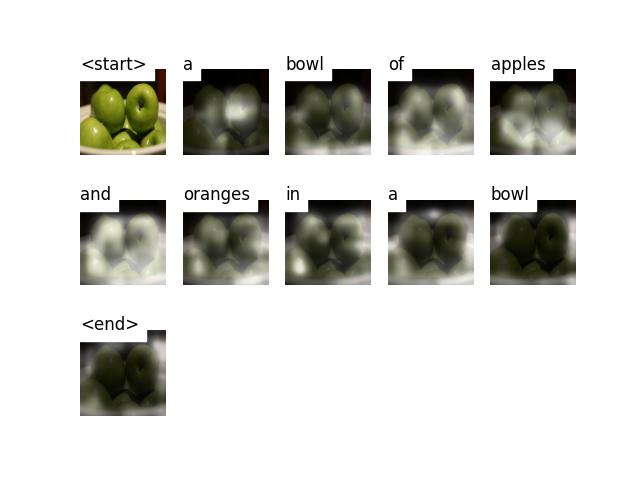 <start> a bowl of apples
and oranges in a bowl
<end>